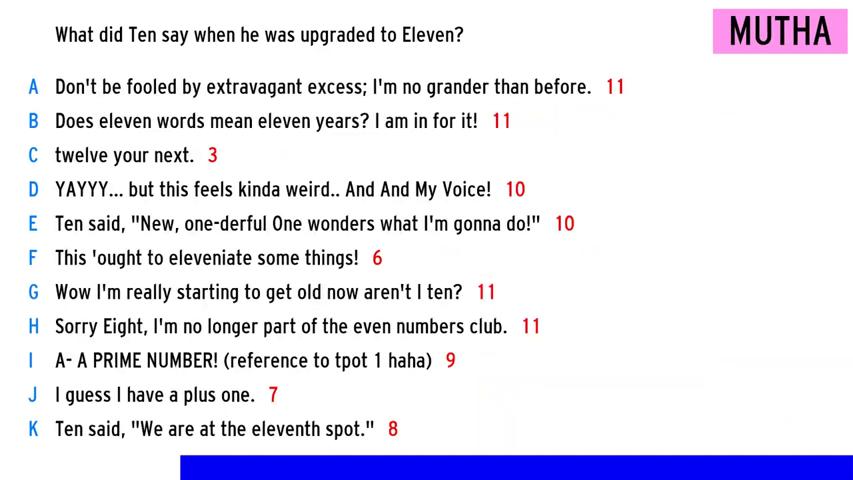 What did Ten say when he was upgraded to Eleven?
MUTHA
A Don't be fooled by extravagant excess; I'm no grander than before. 11
B Does eleven words mean eleven years? I am in for it! 11
C twelve your next. 3
D YAYYY... but this feels kinda weird.. And And My Voice! 10
E Ten said, "New, one-derful One wonders what I'm gonna do!" 10
F This 'ought to eleveniate some things! 6
G Wow I'm really starting to get old now aren't I ten? 11
H Sorry Eight, I'm no longer part of the even numbers club. 11
I A- A PRIME NUMBER! (reference to tpot 1 haha) 9
J I guess I have a plus one. 7
K Ten said, "We are at the eleventh spot." 8